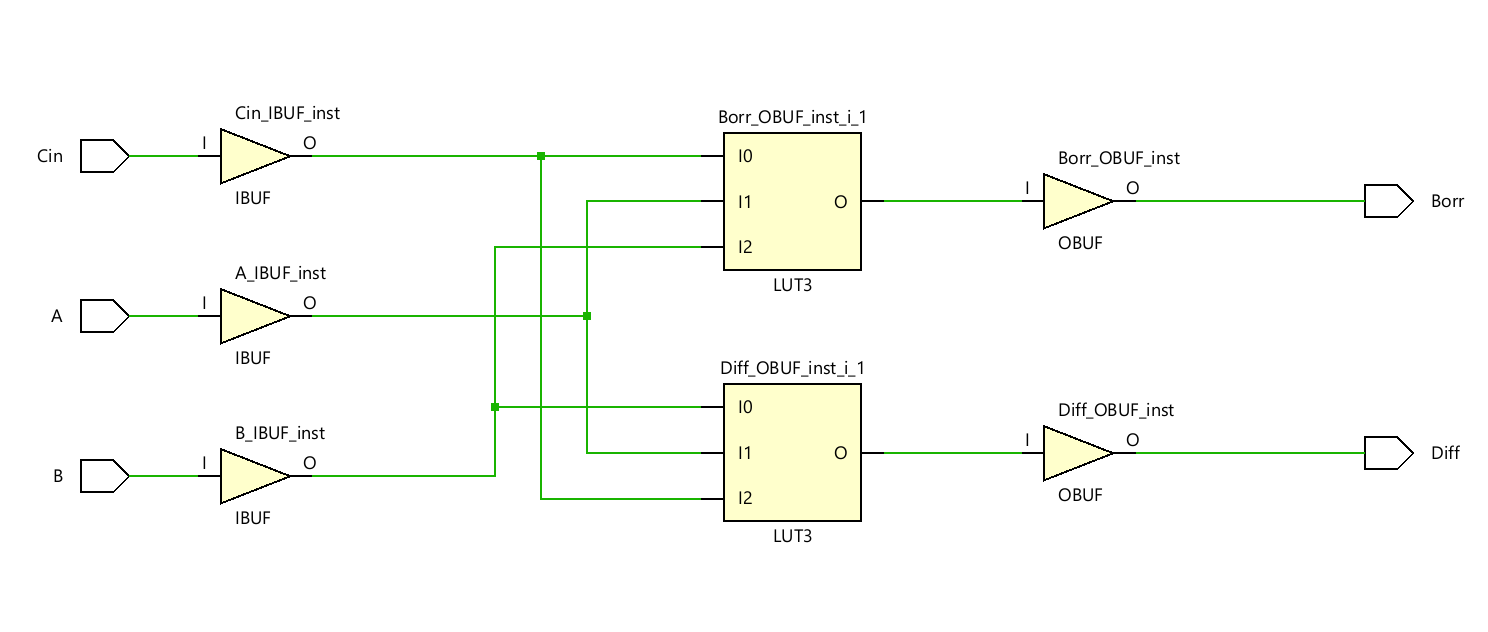 Cin_IBUF_inst
Cin
I
O
IBUF
A_IBUF_inst
A
I
O
IBUF
B_IBUF_inst
B
I
O
IBUF
Borr_OBUF_inst_i_1
I0
I1
I2
O
LUT3
Diff_OBUF_inst_i_1
I0
I1
I2
O
LUT3
Borr_OBUF_inst
I
O
OBUF
Borr
Diff_OBUF_inst
I
O
OBUF
Diff